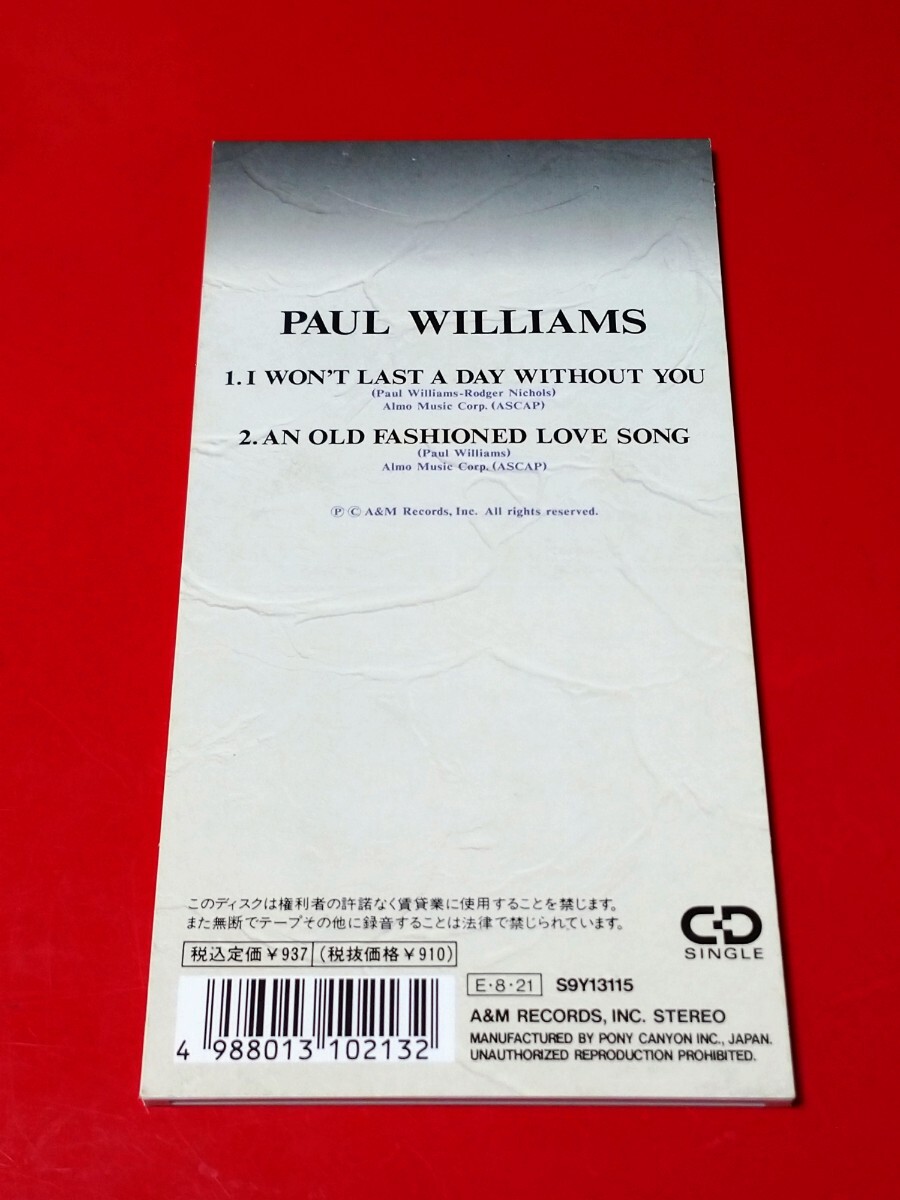 PAUL WILLIAMS
1. I WON'T LAST A DAY WITHOUT YOU
(Paul Williams-Rodger Nichols)
Almo Music Corp. (ASCAP)
2. AN OLD FASHIONED LOVE SONG
(Paul Williams)
Almo Music Corp. (ASCAP)
Ⓟ Ⓒ A&M Records, Inc. All rights reserved.
このディスクは権利者の許諾なく賃貸業に使用することを禁じます。
また無断でテープその他に録音することは法律で禁じられています。
税込定価¥937 (税抜価格¥910)
CD
SINGLE
E・8・21 S9Y13115
A&M RECORDS, INC. STEREO
MANUFACTURED BY PONY CANYON INC., JAPAN.
UNAUTHORIZED REPRODUCTION PROHIBITED.
4 988013 102132